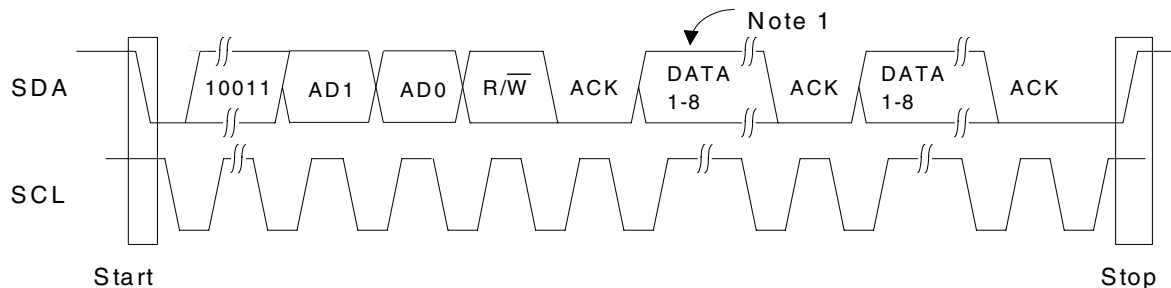 Note 1
SDA
10011
AD1
AD0
R/W̅
ACK
DATA
1-8
ACK
DATA
1-8
ACK
SCL
Start
Stop